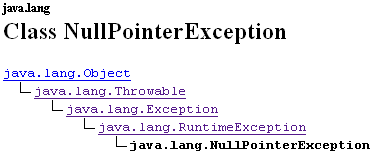 java.lang
Class NullPointerException
java.lang.Object
java.lang.Throwable
java.lang.Exception
java.lang.RuntimeException
java.lang.NullPointerException